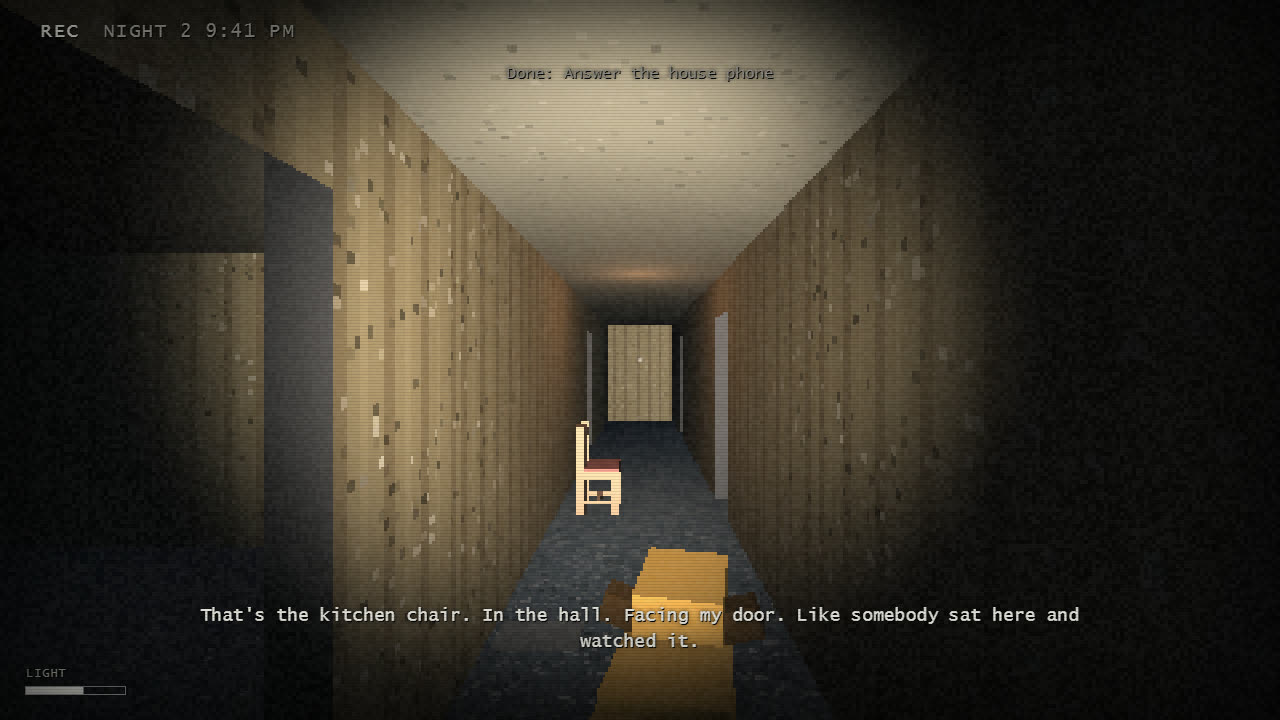 REC NIGHT 2 9:41 PM
Done: Answer the house phone
That's the kitchen chair. In the hall. Facing my door. Like somebody sat here and
watched it.
LIGHT